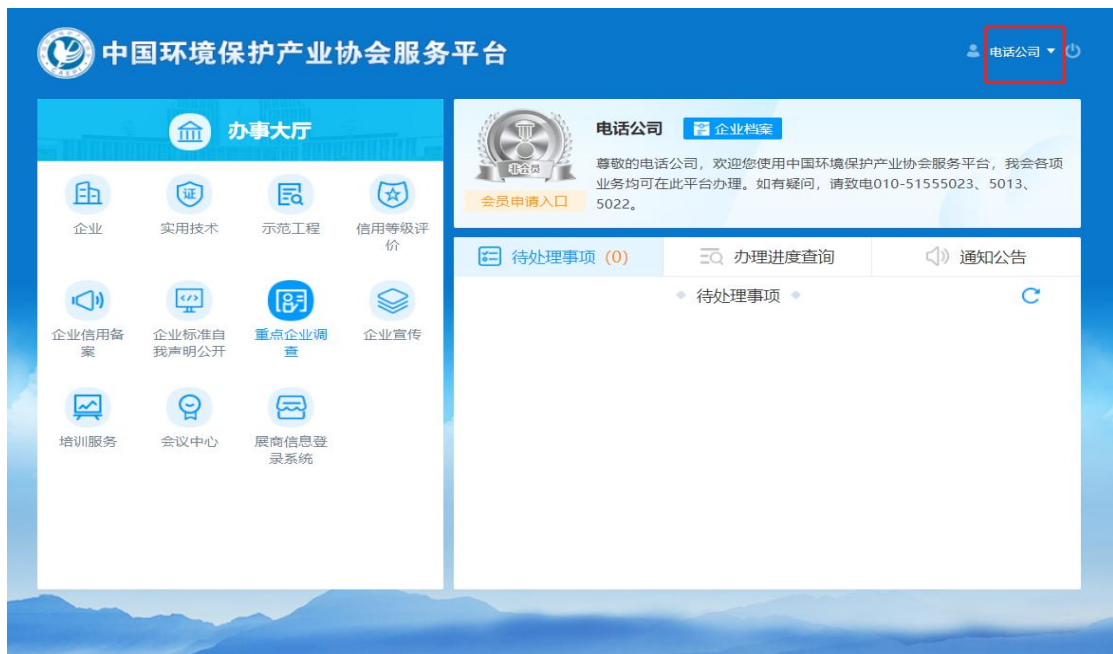 中国环境保护产业协会服务平台
电话公司
办事大厅
企业
实用技术
示范工程
信用等级评
价
企业信用备
案
企业标准自
我声明公开
重点企业调
查
企业宣传
培训服务
会议中心
展商信息登
录系统
非会员
会员申请入口
电话公司 企业档案
尊敬的电话公司，欢迎您使用中国环境保护产业协会服务平台，我会各项
业务均可在此平台办理。如有疑问，请致电010-51555023、5013、
5022。
待处理事项 (0)
办理进度查询
通知公告
待处理事项